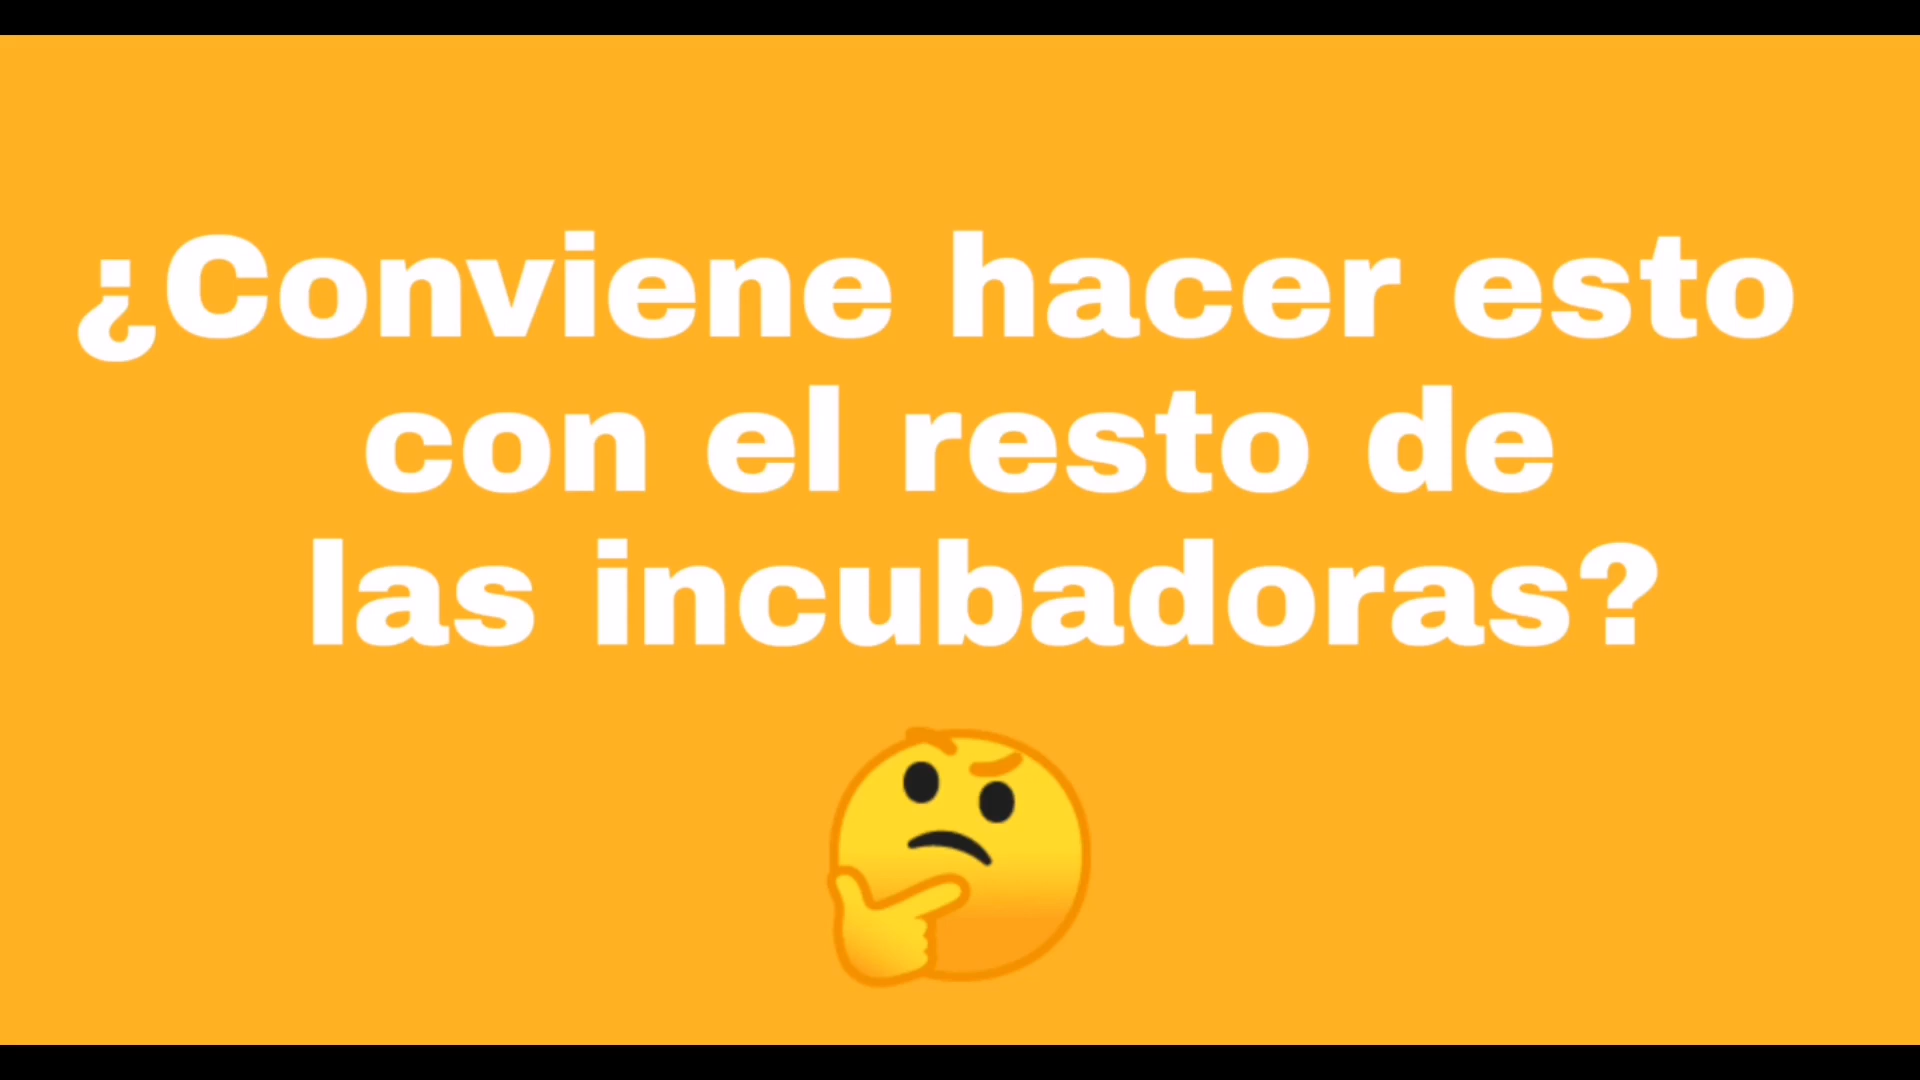 ¿Conviene hacer esto
con el resto de
las incubadoras?